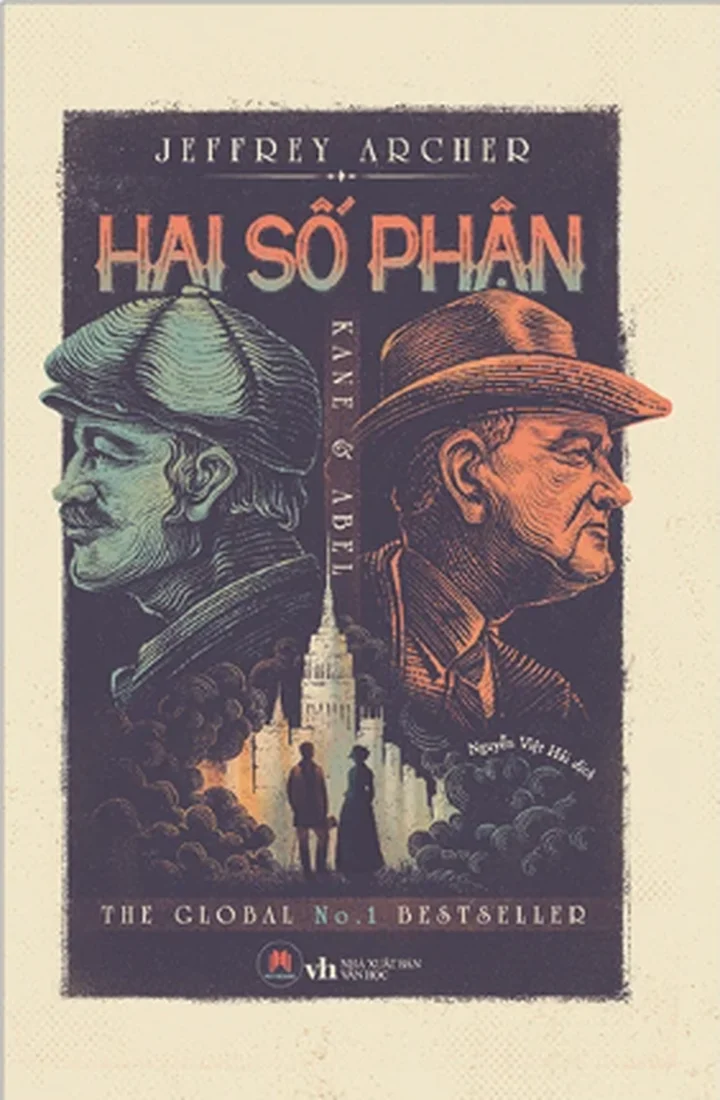 JEFFREY ARCHER
HAI SỐ PHẬN
KANE & ABEL
Nguyễn Việt Hải dịch
THE GLOBAL No.1 BESTSELLER
vh NHÀ XUẤT BẢN
VĂN HỌC